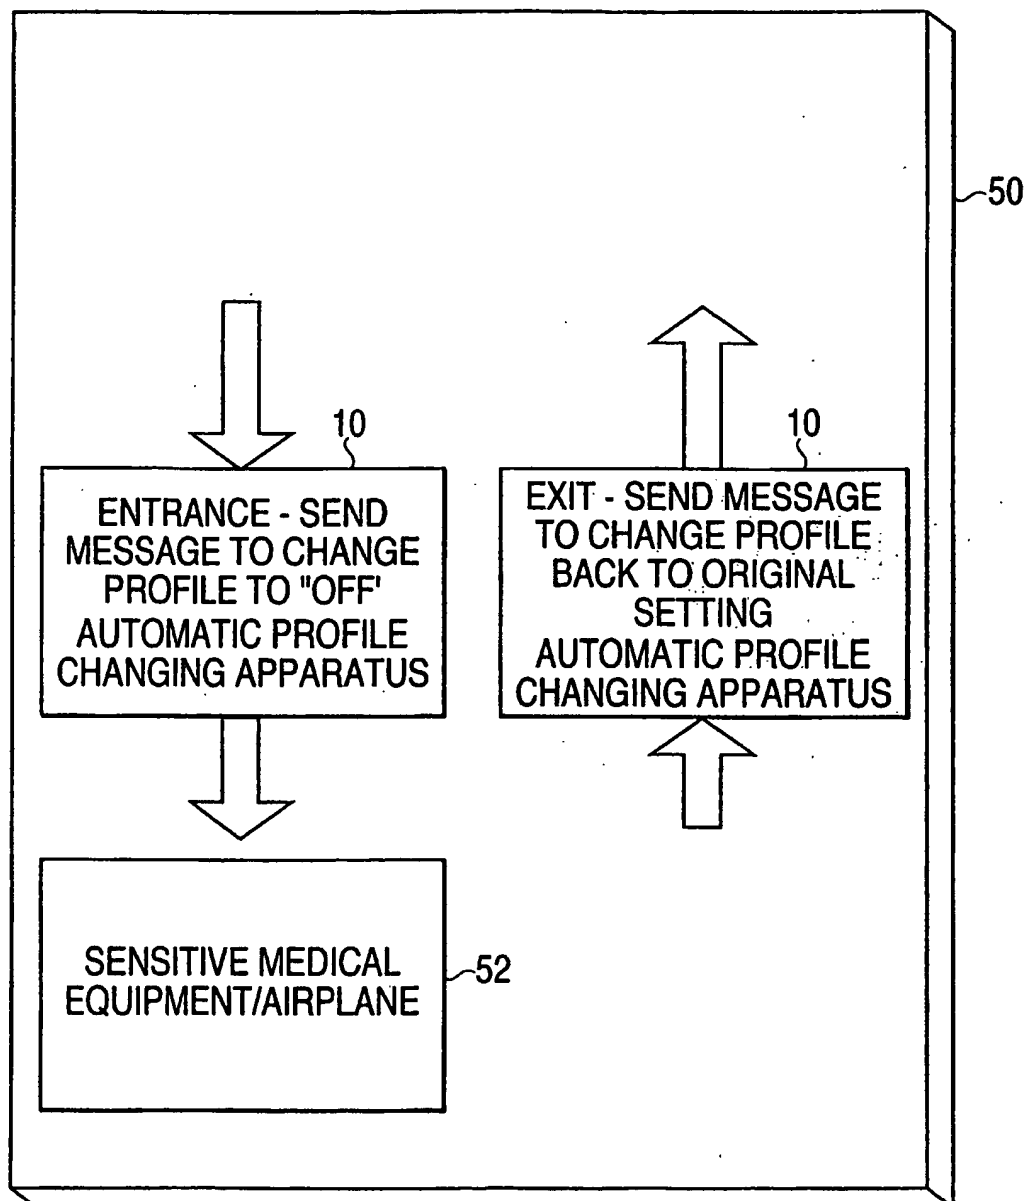 50
10
ENTRANCE - SEND
MESSAGE TO CHANGE
PROFILE TO "OFF'
AUTOMATIC PROFILE
CHANGING APPARATUS
10
EXIT - SEND MESSAGE
TO CHANGE PROFILE
BACK TO ORIGINAL
SETTING
AUTOMATIC PROFILE
CHANGING APPARATUS
SENSITIVE MEDICAL
EQUIPMENT/AIRPLANE
52